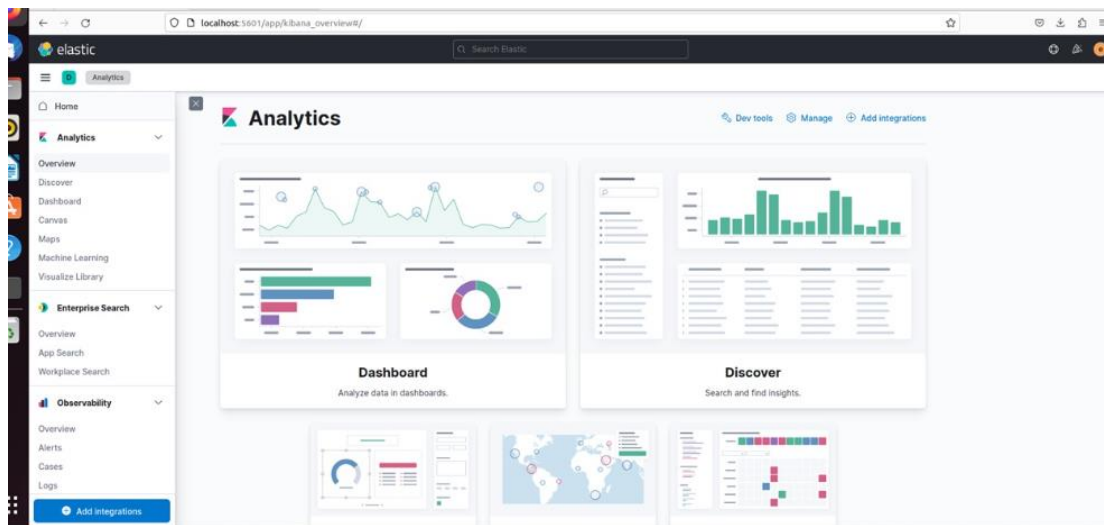 localhost:5601/app/kibana_overview#/
elastic
Search Elastic
D
Analytics
Home
Analytics
Overview
Discover
Dashboard
Canvas
Maps
Machine Learning
Visualize Library
Enterprise Search
Overview
App Search
Workplace Search
Observability
Overview
Alerts
Cases
Logs
Add integrations
Analytics
Dev tools
Manage
Add integrations
Dashboard
Analyze data in dashboards.
Discover
Search and find insights.